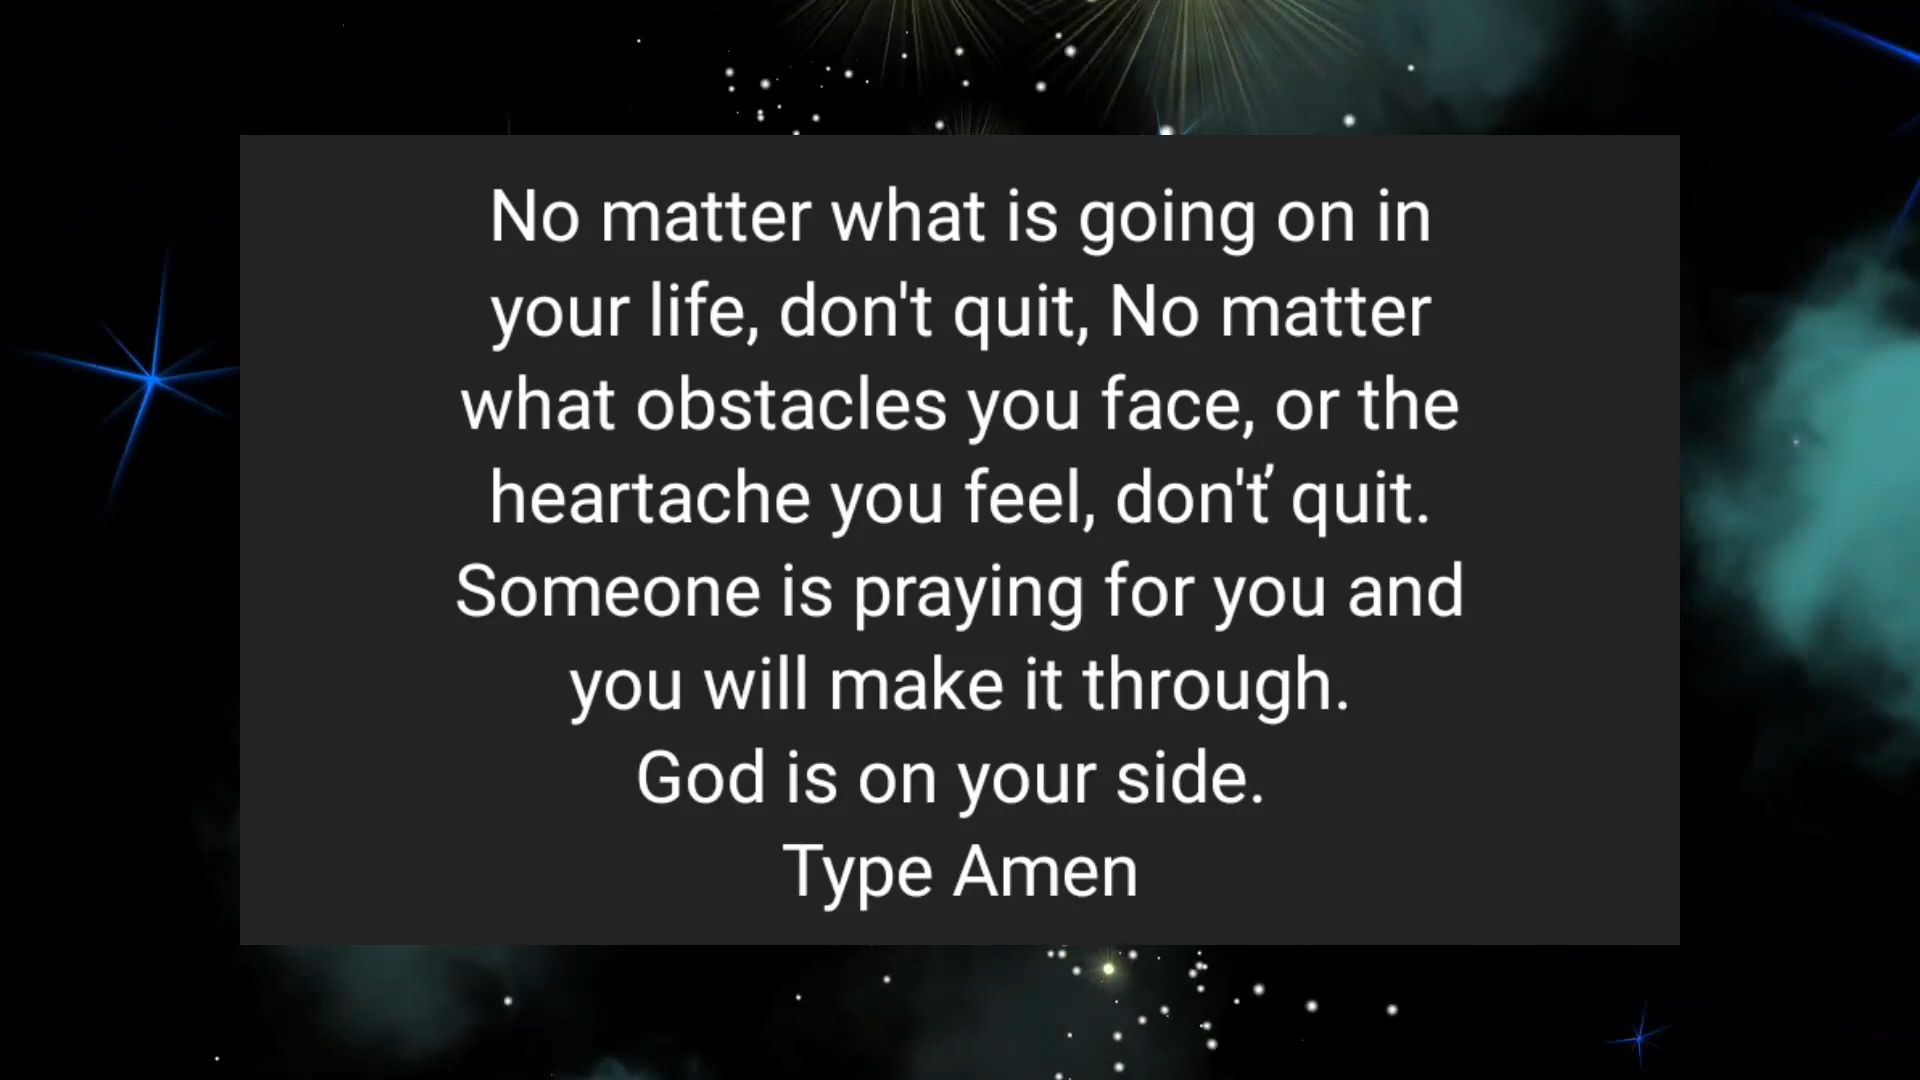 No matter what is going on in
your life, don't quit, No matter
what obstacles you face, or the
heartache you feel, don't' quit.
Someone is praying for you and
you will make it through.
God is on your side.
Type Amen